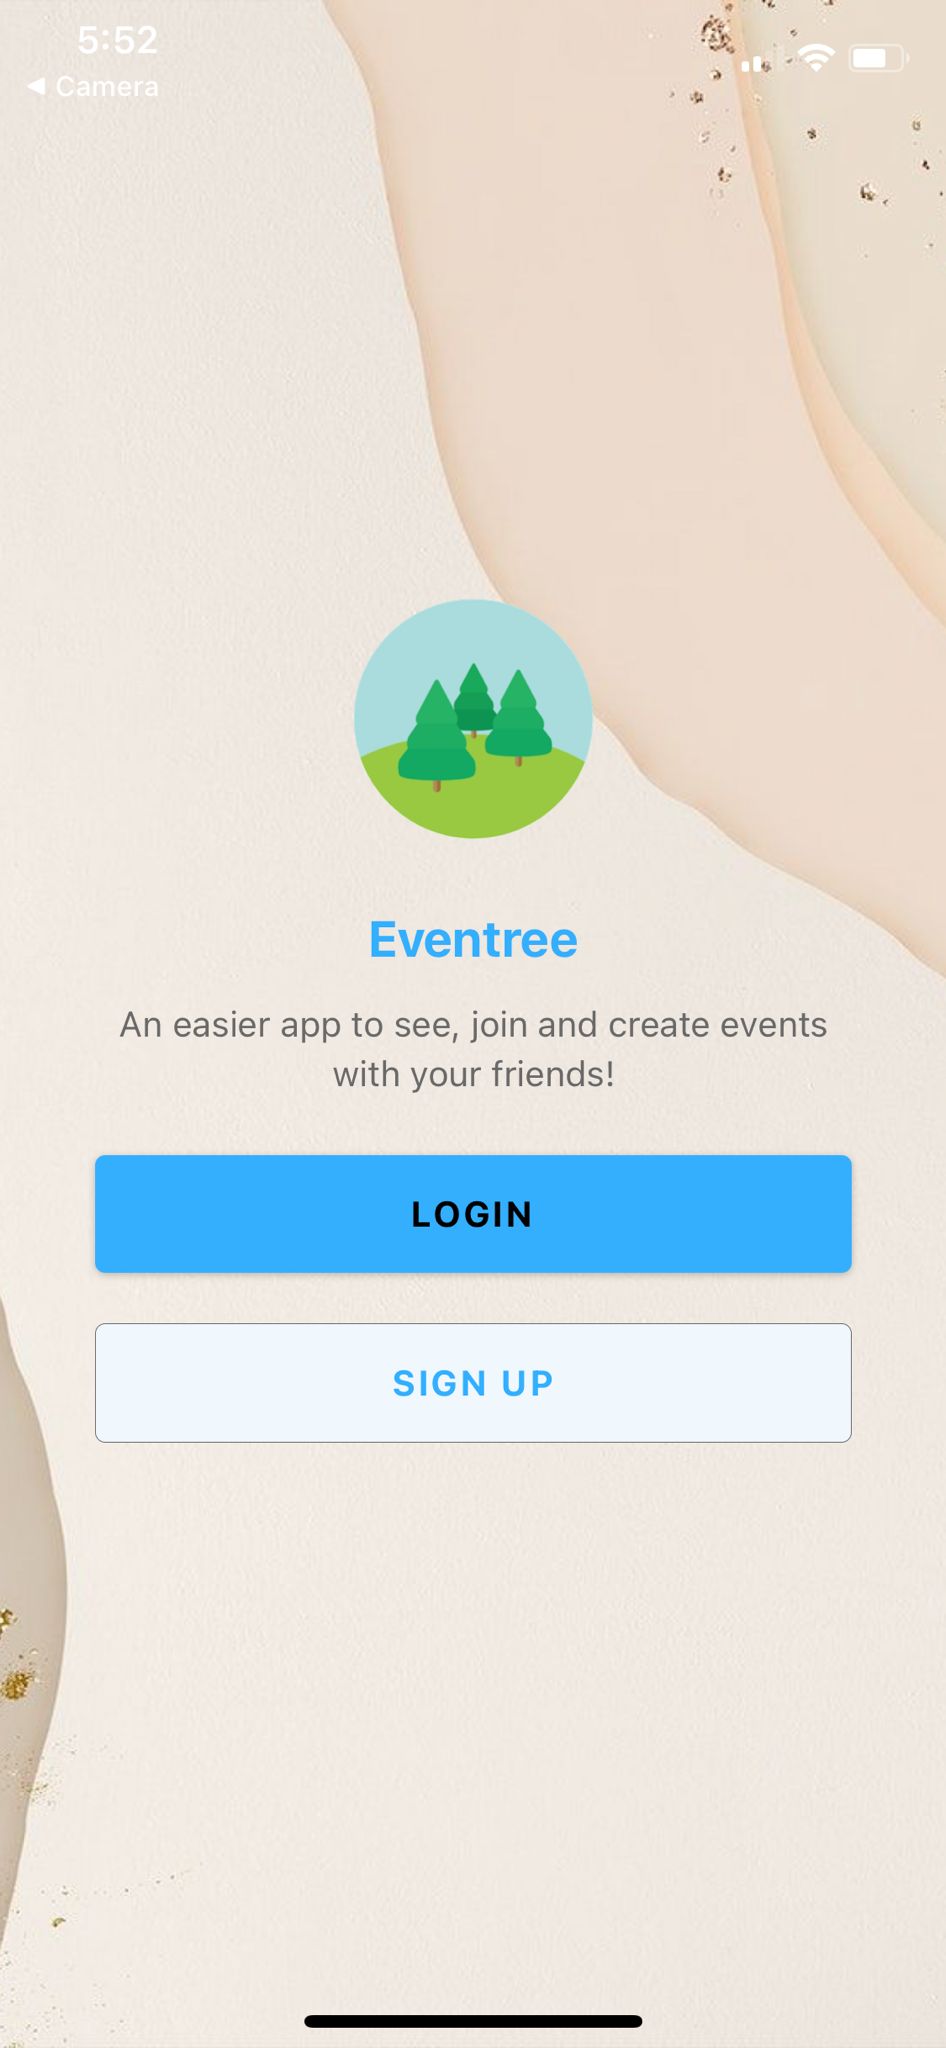 5:52
◀ Camera
Eventree
An easier app to see, join and create events
with your friends!
LOGIN
SIGN UP